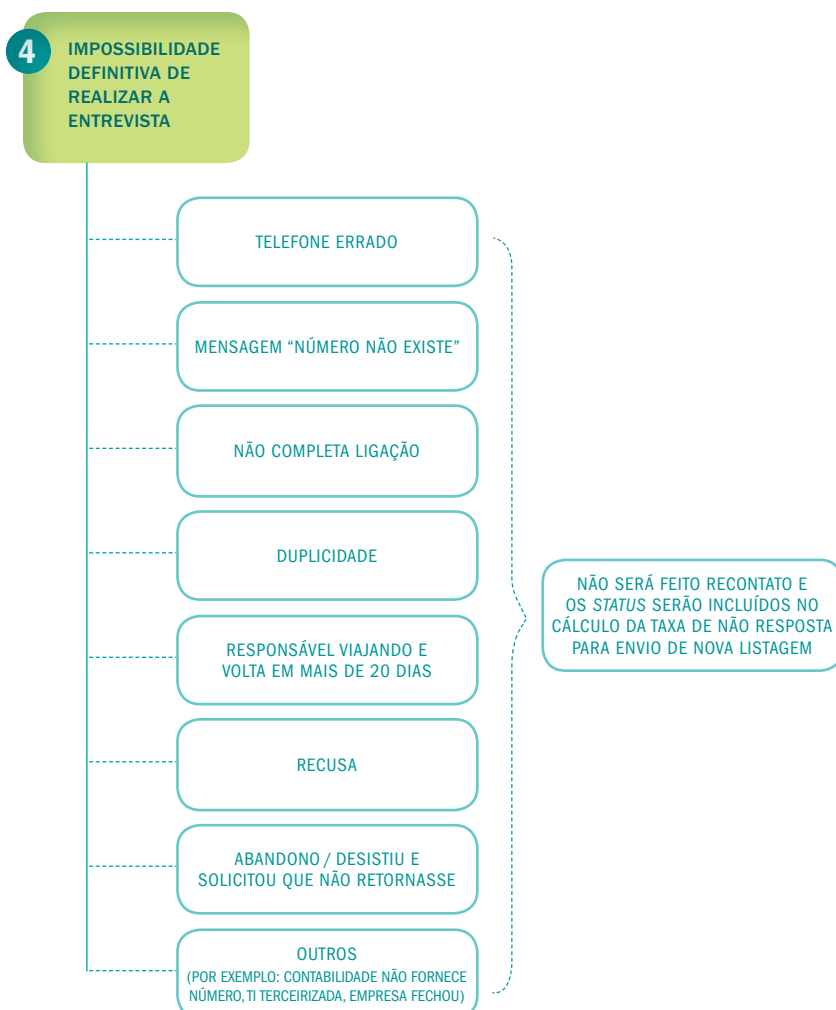 4
IMPOSSIBILIDADE
DEFINITIVA DE
REALIZAR A
ENTREVISTA
TELEFONE ERRADO
MENSAGEM “NÚMERO NÃO EXISTE”
NÃO COMPLETA LIGAÇÃO
DUPLICIDADE
RESPONSÁVEL VIAJANDO E
VOLTA EM MAIS DE 20 DIAS
RECUSA
ABANDONO / DESISTIU E
SOLICITOU QUE NÃO RETORNASSE
OUTROS
(POR EXEMPLO: CONTABILIDADE NÃO FORNECE
NÚMERO, TI TERCEIRIZADA, EMPRESA FECHOU)
NÃO SERÁ FEITO RECONTATO E
OS STATUS SERÃO INCLUÍDOS NO
CÁLCULO DA TAXA DE NÃO RESPOSTA
PARA ENVIO DE NOVA LISTAGEM